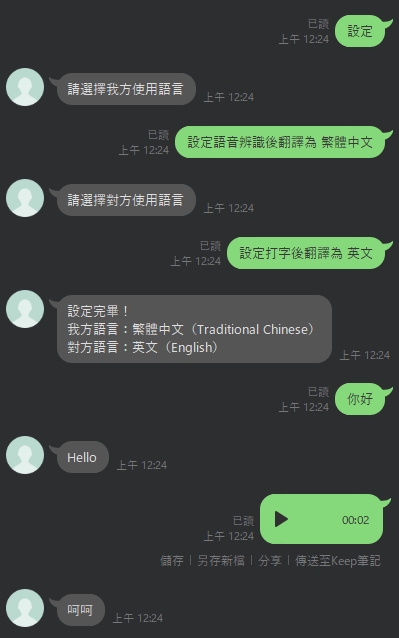 已讀
上午 12:24
設定
請選擇我方使用語言
上午 12:24
已讀
上午 12:24
設定語音辨識後翻譯為 繁體中文
請選擇對方使用語言
上午 12:24
已讀
上午 12:24
設定打字後翻譯為 英文
設定完畢！
我方語言：繁體中文（Traditional Chinese）
對方語言：英文（English）
上午 12:24
已讀
上午 12:24
你好
Hello
上午 12:24
已讀
上午 12:24
00:02
儲存｜另存新檔｜分享｜傳送至Keep筆記
呵呵
上午 12:24